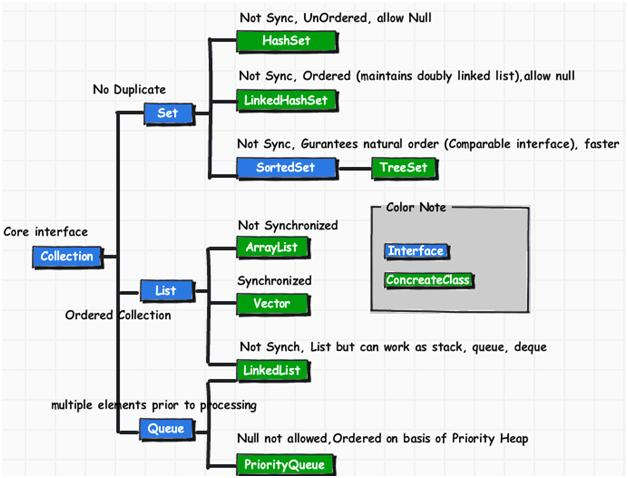 Not Sync, UnOrdered, allow Null
HashSet
Not Sync, Ordered (maintains doubly linked list),allow null
No Duplicate
LinkedHashSet
Set
Not Sync, Gurantees natural order (Comparable interface), faster
SortedSet
TreeSet
Color Note
Core interface
Not Synchronized
ArrayList
Interface
Collection
Synchronized
ConcreateClass
List
Vector
Ordered Collection
Not Synch, List but can work as stack, queue, deque
LinkedList
multiple elements prior to processing
Queue
Null not allowed,Ordered on basis of Priority Heap
PriorityQueue